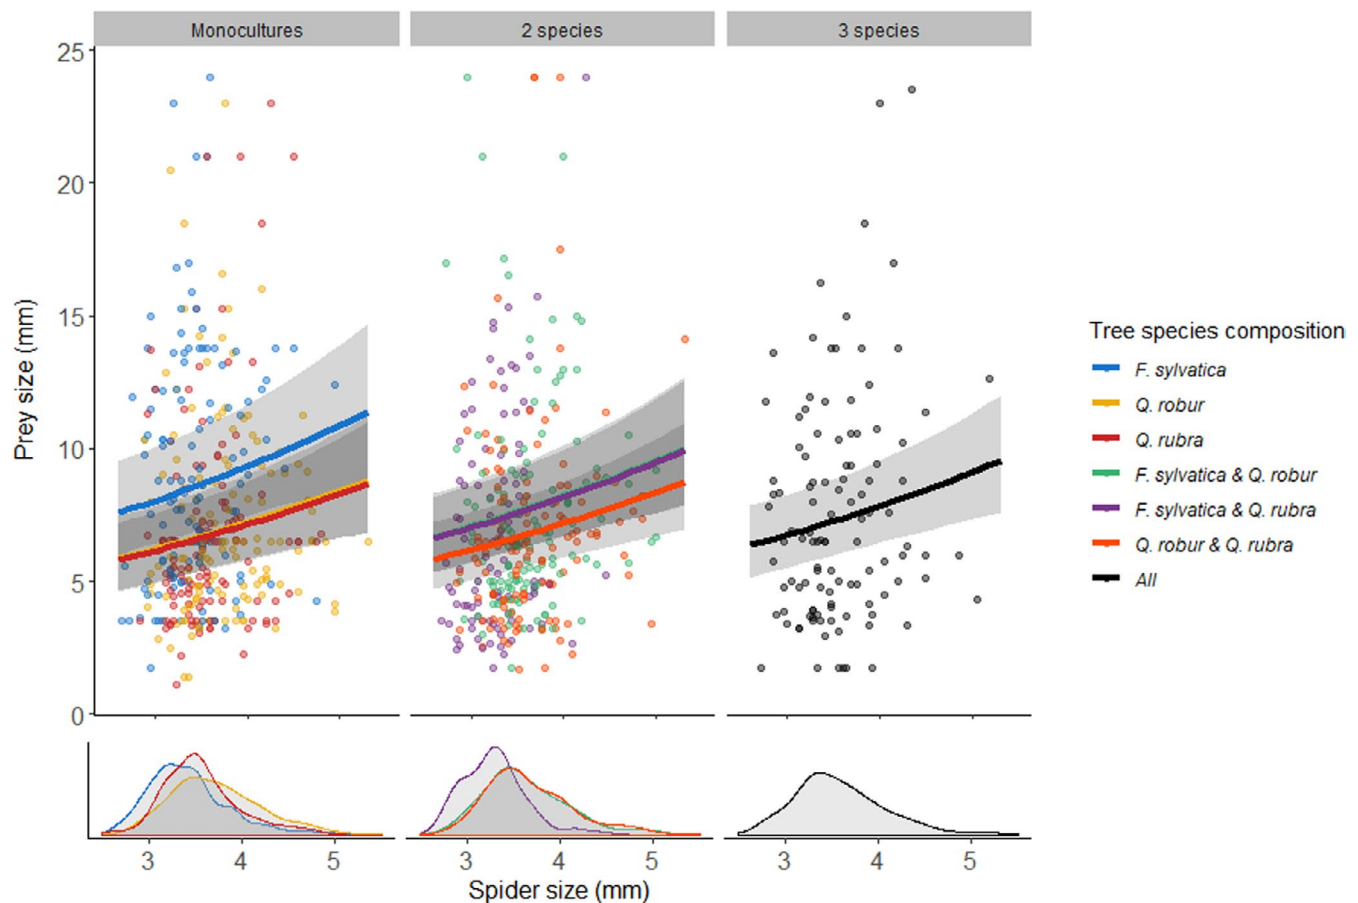 Monocultures
2 species
3 species
25
20
15
10
5
0
Prey size (mm)
3
4
5
3
4
5
3
4
5
Spider size (mm)
Tree species composition
F. sylvatica
Q. robur
Q. rubra
F. sylvatica & Q. robur
F. sylvatica & Q. rubra
Q. robur & Q. rubra
All